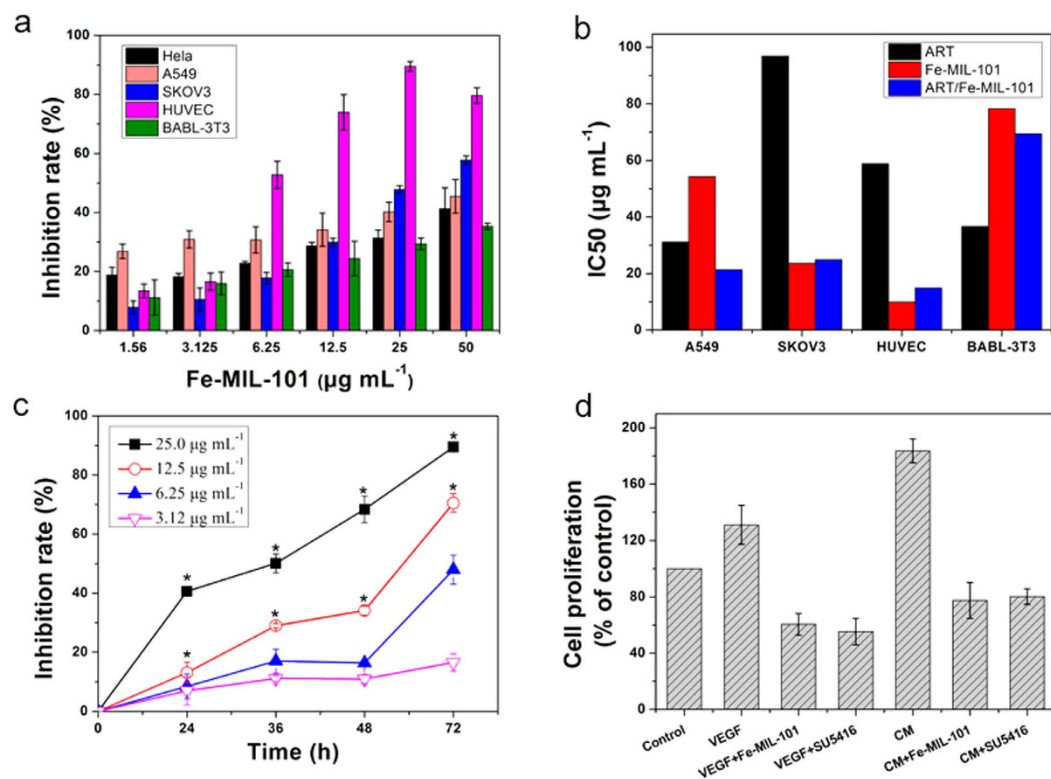 a
100
80
60
40
20
0
Inhibition rate (%)
Hela
A549
SKOV3
HUVEC
BABL-3T3
1.56 3.125 6.25 12.5 25 50
Fe-MIL-101 (μg mL⁻¹)
b
100
80
60
40
20
0
IC50 (μg mL⁻¹)
ART
Fe-MIL-101
ART/Fe-MIL-101
A549 SKOV3 HUVEC BABL-3T3
c
100
80
60
40
20
0
Inhibition rate (%)
25.0 μg mL⁻¹
12.5 μg mL⁻¹
6.25 μg mL⁻¹
3.12 μg mL⁻¹
* * * *
* * * *
0 24 36 48 72
Time (h)
d
200
160
120
80
40
0
Cell proliferation
(% of control)
Control
VEGF
VEGF+Fe-MIL-101
VEGF+SU5416
CM
CM+Fe-MIL-101
CM+SU5416